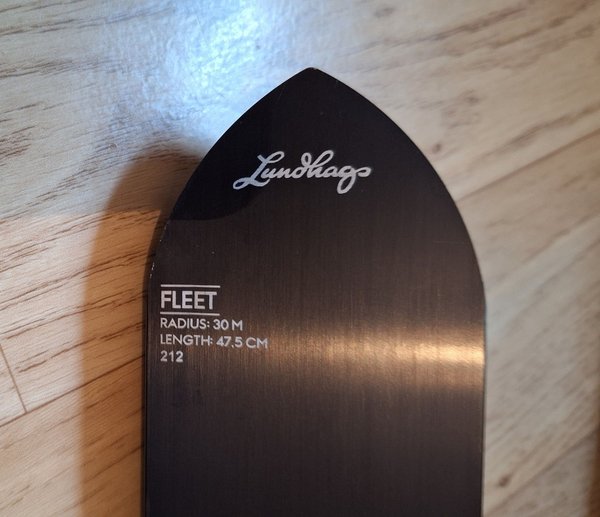 Lundhags
FLEET
RADIUS: 30 M
LENGTH: 47.5 CM
212